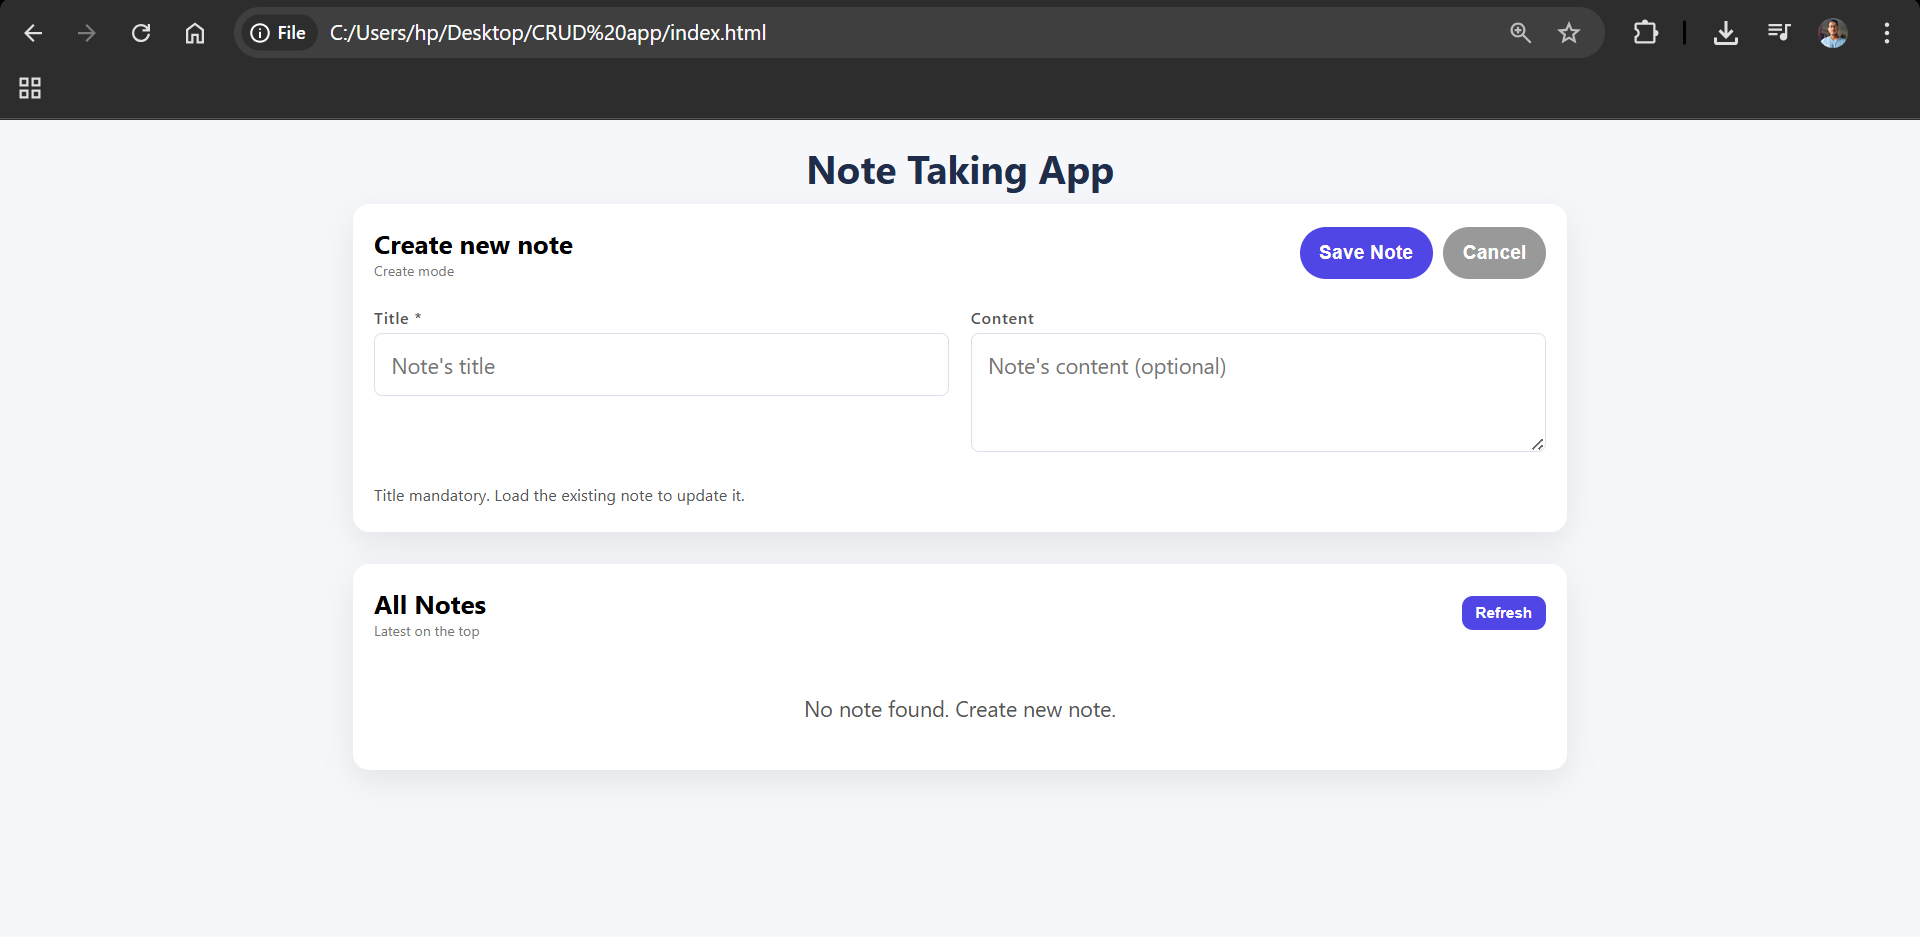 File C:/Users/hp/Desktop/CRUD%20app/index.html
Note Taking App
Create new note
Create mode
Save Note
Cancel
Title *
Content
Note's title
Note's content (optional)
Title mandatory. Load the existing note to update it.
All Notes
Latest on the top
Refresh
No note found. Create new note.